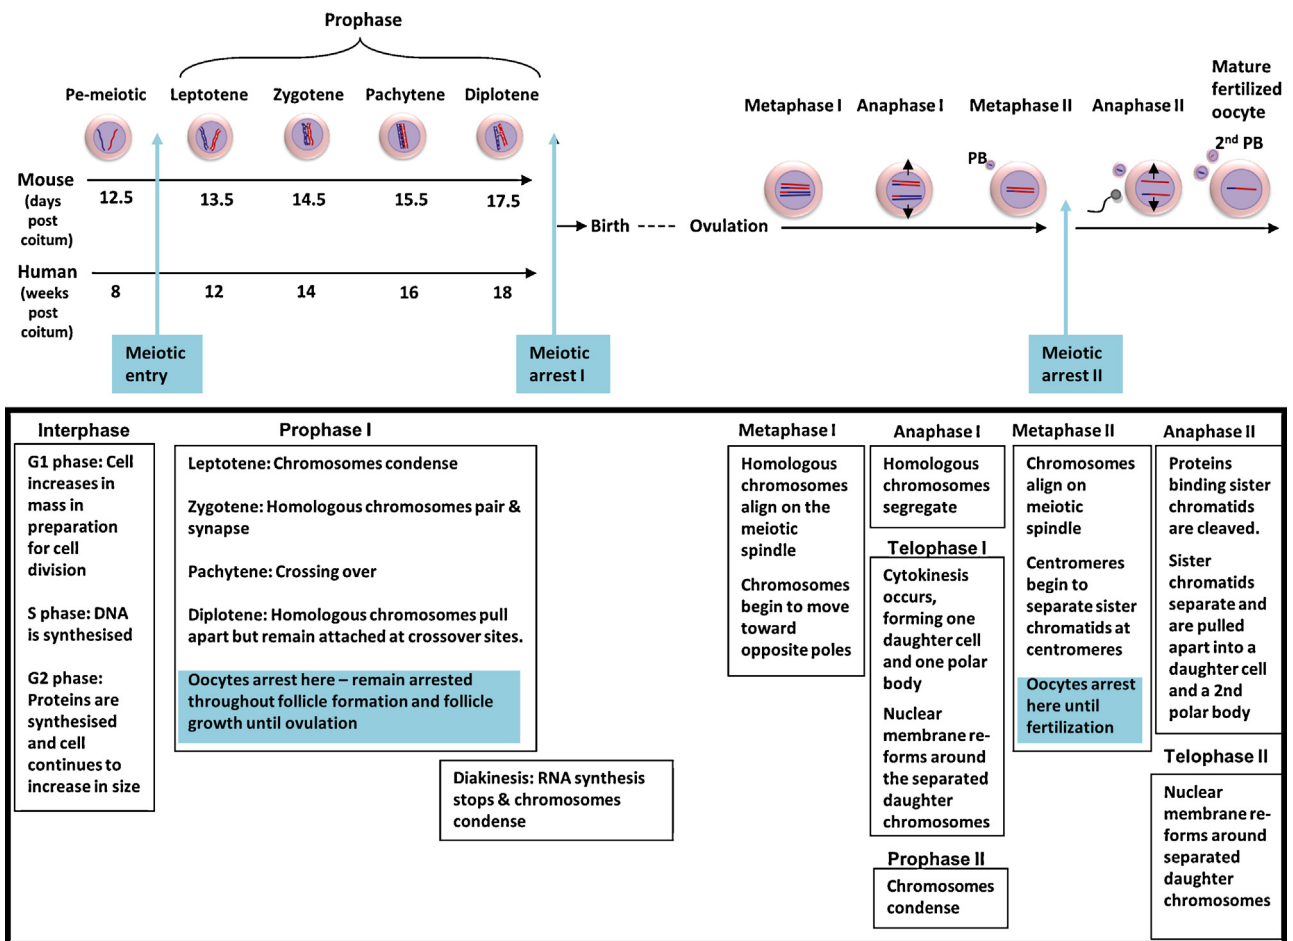 Prophase
Pe-meiotic
Leptotene
Zygotene
Pachytene
Diplotene
Metaphase I
Anaphase I
Metaphase II
Anaphase II
Mature
fertilized
oocyte
2nd PB
PB
Mouse
(days
post
coitum)
12.5
13.5
14.5
15.5
17.5
Birth
Ovulation
Human
(weeks
post
coitum)
8
12
14
16
18
Meiotic
entry
Meiotic
arrest I
Meiotic
arrest II
Interphase
G1 phase: Cell
increases in
mass in
preparation
for cell
division
S phase: DNA
is synthesised
G2 phase:
Proteins are
synthesised
and cell
continues to
increase in size
Prophase I
Leptotene: Chromosomes condense
Zygotene: Homologous chromosomes pair &
synapse
Pachytene: Crossing over
Diplotene: Homologous chromosomes pull
apart but remain attached at crossover sites.
Oocytes arrest here – remain arrested
throughout follicle formation and follicle
growth until ovulation
Diakinesis: RNA synthesis
stops & chromosomes
condense
Metaphase I
Homologous
chromosomes
align on the
meiotic
spindle
Chromosomes
begin to move
toward
opposite poles
Anaphase I
Homologous
chromosomes
segregate
Telophase I
Cytokinesis
occurs,
forming one
daughter cell
and one polar
body
Nuclear
membrane re-
forms around
the separated
daughter
chromosomes
Prophase II
Chromosomes
condense
Metaphase II
Chromosomes
align on
meiotic
spindle
Centromeres
begin to
separate sister
chromatids at
centromeres
Oocytes arrest
here until
fertilization
Anaphase II
Proteins
binding sister
chromatids
are cleaved.
Sister
chromatids
separate and
are pulled
apart into a
daughter cell
and a 2nd
polar body
Telophase II
Nuclear
membrane re-
forms around
separated
daughter
chromosomes